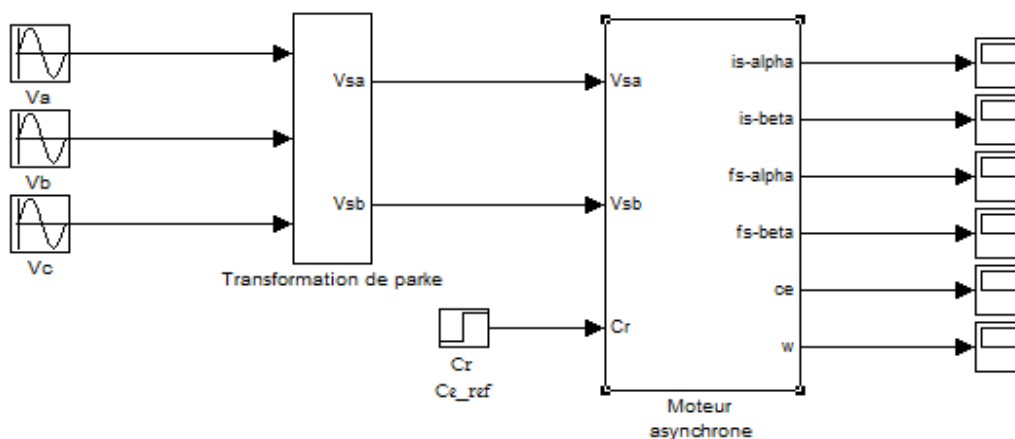 Va
Vb
Vc
Vsa
Vsb
Transformation de parke
Cr
Ce_ref
Vsa
Vsb
Cr
is-alpha
is-beta
fs-alpha
fs-beta
ce
w
Moteur
asynchrone